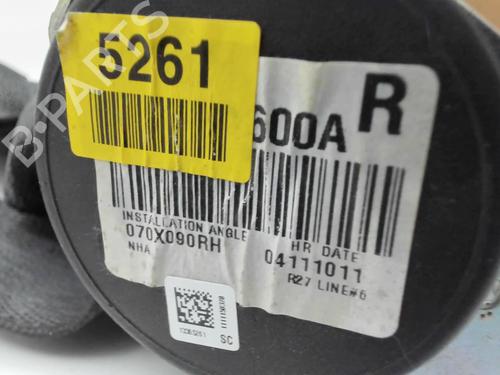 5261
600A R
INSTALLATION ANGLE HR DATE
070X090RH 04111011
NHA R27 LINE#6
SC
B-PARTS